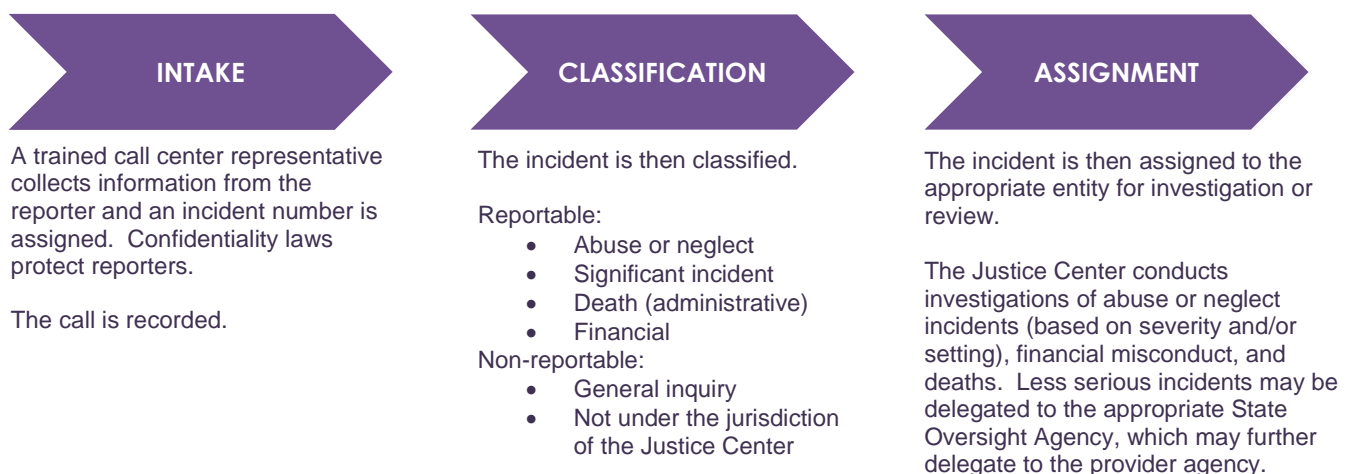 INTAKE
A trained call center representative
collects information from the
reporter and an incident number is
assigned.  Confidentiality laws
protect reporters.
The call is recorded.
CLASSIFICATION
The incident is then classified.
Reportable:
• Abuse or neglect
• Significant incident
• Death (administrative)
• Financial
Non-reportable:
• General inquiry
• Not under the jurisdiction
of the Justice Center
ASSIGNMENT
The incident is then assigned to the
appropriate entity for investigation or
review.
The Justice Center conducts
investigations of abuse or neglect
incidents (based on severity and/or
setting), financial misconduct, and
deaths.  Less serious incidents may be
delegated to the appropriate State
Oversight Agency, which may further
delegate to the provider agency.